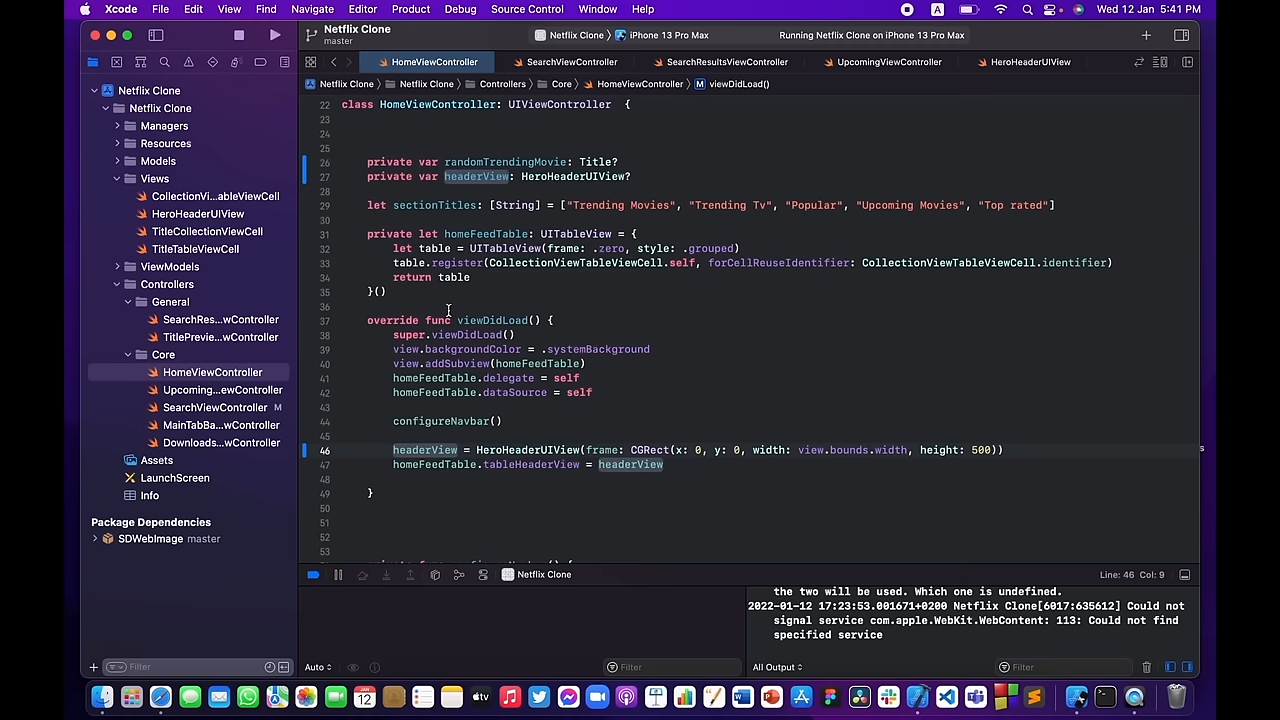 Xcode File Edit View Find Navigate Editor Product Debug Source Control Window Help
A Wed 12 Jan 5:41 PM
Netflix Clone
master
Netflix Clone iPhone 13 Pro Max
Running Netflix Clone on iPhone 13 Pro Max
HomeViewController SearchViewController SearchResultsViewController UpcomingViewController HeroHeaderUIView
Netflix Clone Netflix Clone Controllers Core HomeViewController M viewDidLoad()
Netflix Clone
Netflix Clone
Managers
Resources
Models
Views
CollectionVi...ableViewCell
HeroHeaderUIView
TitleCollectionViewCell
TitleTableViewCell
ViewModels
Controllers
General
SearchRes...wController
TitlePrevie...wController
Core
HomeViewController
Upcoming...ewController
SearchViewController M
MainTabBa...wController
Downloads...wController
Assets
LaunchScreen
Info
Package Dependencies
SDWebImage master
Filter
22 class HomeViewController: UIViewController {
23
24
25
26 private var randomTrendingMovie: Title?
27 private var headerView: HeroHeaderUIView?
28
29 let sectionTitles: [String] = ["Trending Movies", "Trending Tv", "Popular", "Upcoming Movies", "Top rated"]
30
31 private let homeFeedTable: UITableView = {
32 let table = UITableView(frame: .zero, style: .grouped)
33 table.register(CollectionViewTableViewCell.self, forCellReuseIdentifier: CollectionViewTableViewCell.identifier)
34 return table
35 }()
36
37 override func viewDidLoad() {
38 super.viewDidLoad()
39 view.backgroundColor = .systemBackground
40 view.addSubview(homeFeedTable)
41 homeFeedTable.delegate = self
42 homeFeedTable.dataSource = self
43
44 configureNavbar()
45
46 headerView = HeroHeaderUIView(frame: CGRect(x: 0, y: 0, width: view.bounds.width, height: 500))
47 homeFeedTable.tableHeaderView = headerView
48
49 }
50
51
52
53
Netflix Clone
Line: 46 Col: 9
the two will be used. Which one is undefined.
2022-01-12 17:23:53.001671+0200 Netflix Clone[6017:635612] Could not
signal service com.apple.WebKit.WebContent: 113: Could not find
specified service
Auto
Filter
All Output
Filter
JAN
12
tv